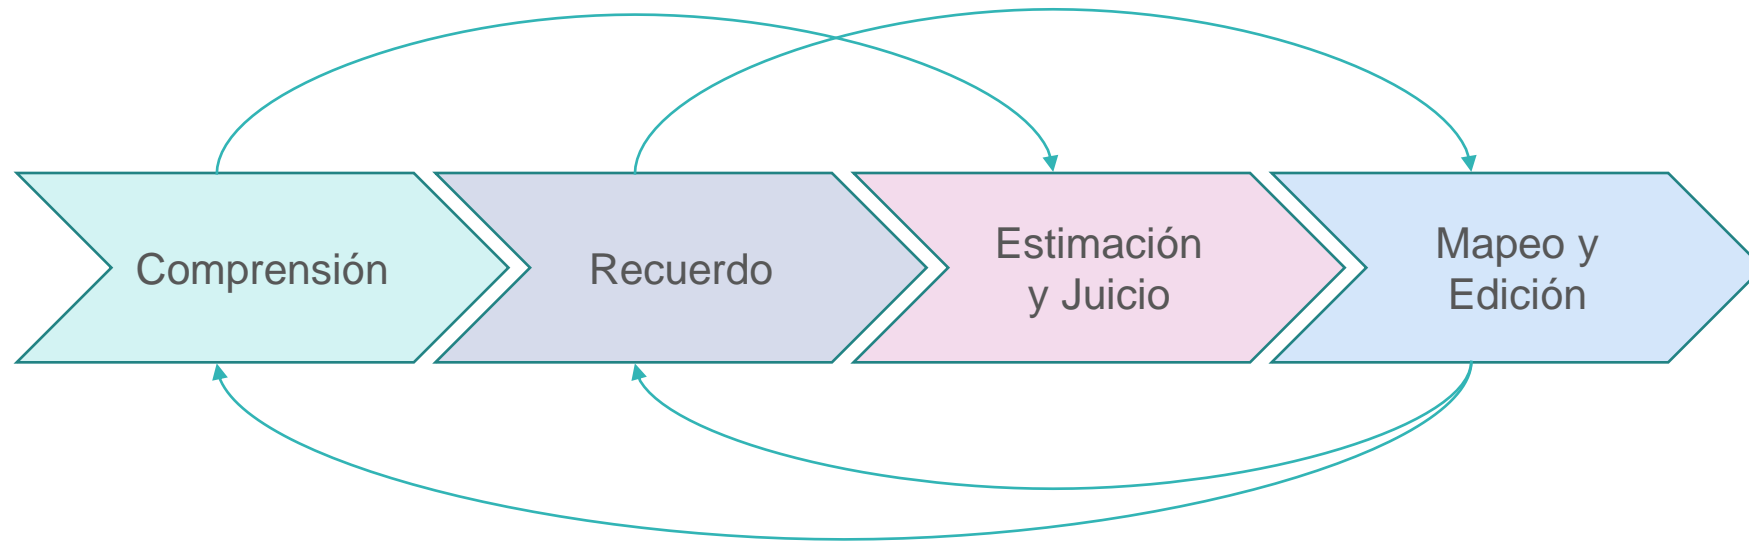 Comprensión
Recuerdo
Estimación
y Juicio
Mapeo y
Edición